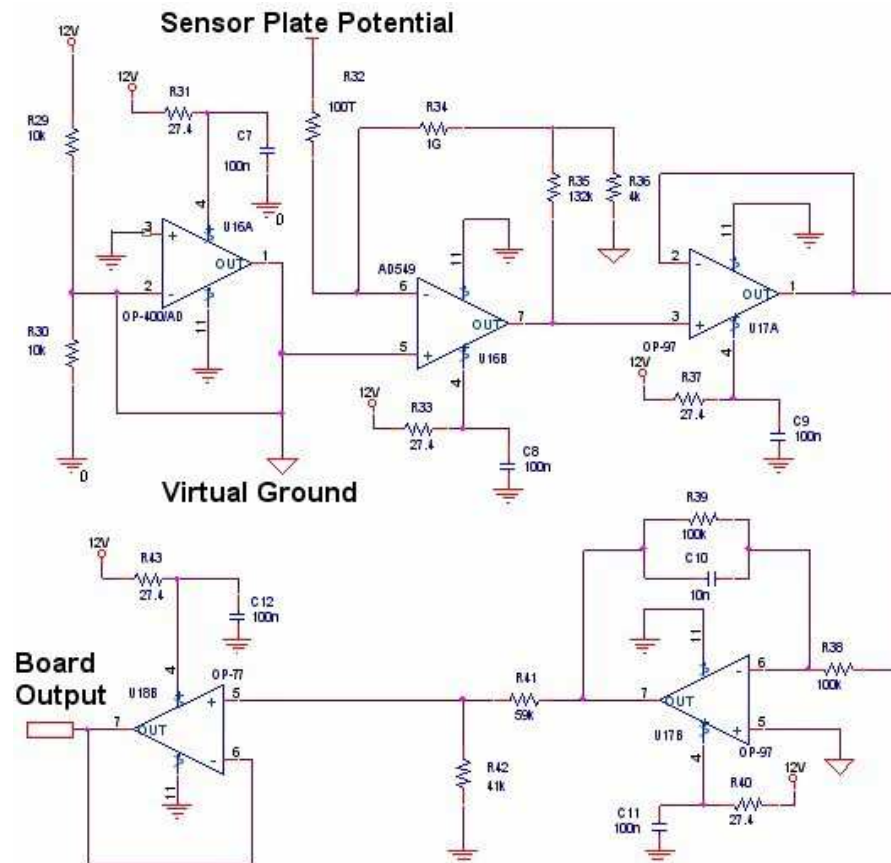 Sensor Plate Potential
12V
R29
10k
R30
10k
0
12V
R31
27.4
C7
100n
0
4
3
+
2
-
U16A
1
OUT
OP-400/AD
11
R32
100T
R34
1G
R35
132k
R36
4k
AD549
11
6
-
5
+
OUT
7
U16B
4
12V
R33
27.4
C8
100n
2
-
3
+
11
OUT
1
U17A
OP-97
4
12V
R37
27.4
C9
100n
Virtual Ground
12V
R43
27.4
C12
100n
4
Board
Output
U18B
OP-77
7
OUT
5
+
6
-
11
R41
59k
R42
41k
R39
100k
C10
10n
11
R38
100k
6
-
5
+
7
OUT
U17B
OP-97
4
12V
R40
27.4
C11
100n